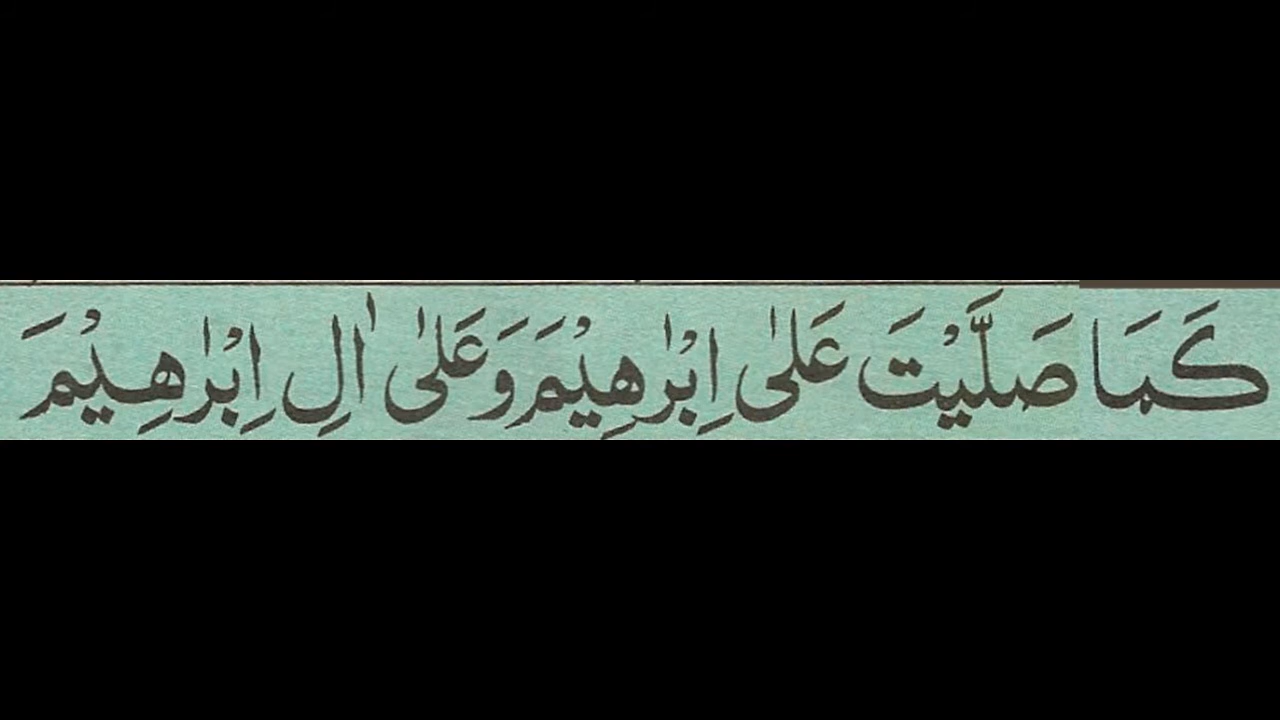 كَمَا صَلَّيْتَ عَلٰى اِبْرٰهِيْمَ وَعَلٰى اٰلِ اِبْرٰهِيْمَ